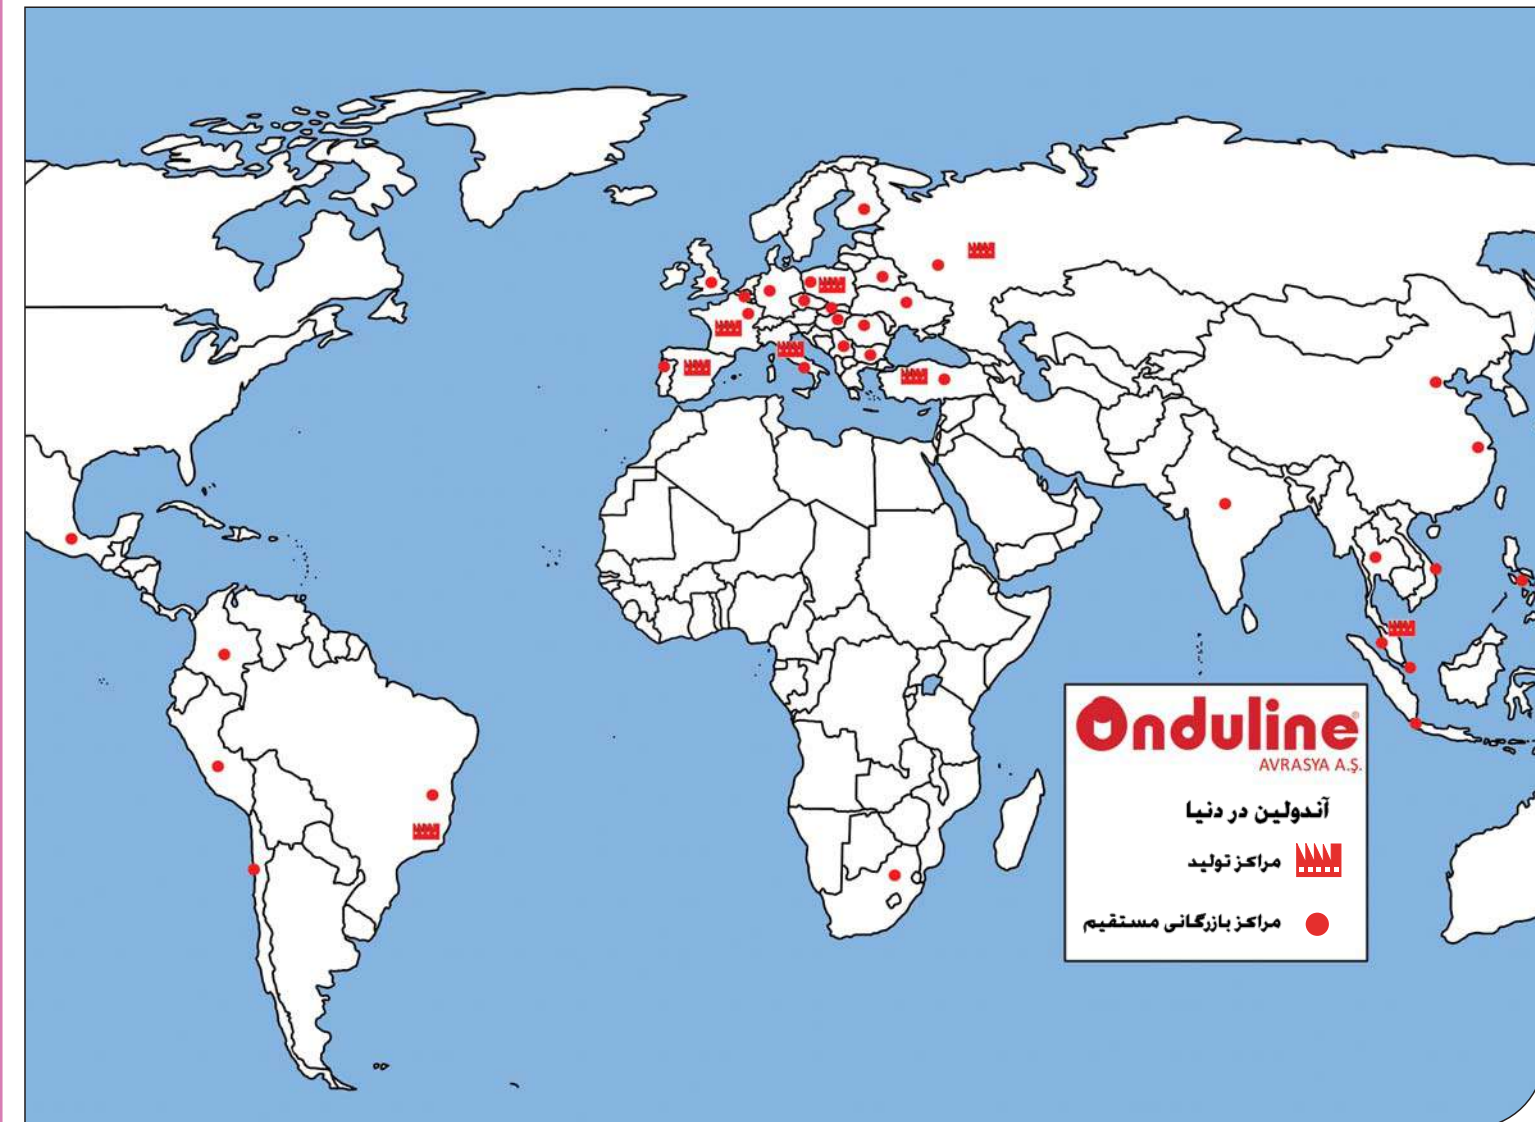 Onduline®
AVRASYA A.Ş.
آندولین در دنیا
مراکز تولید
مراکز بازرگانی مستقیم